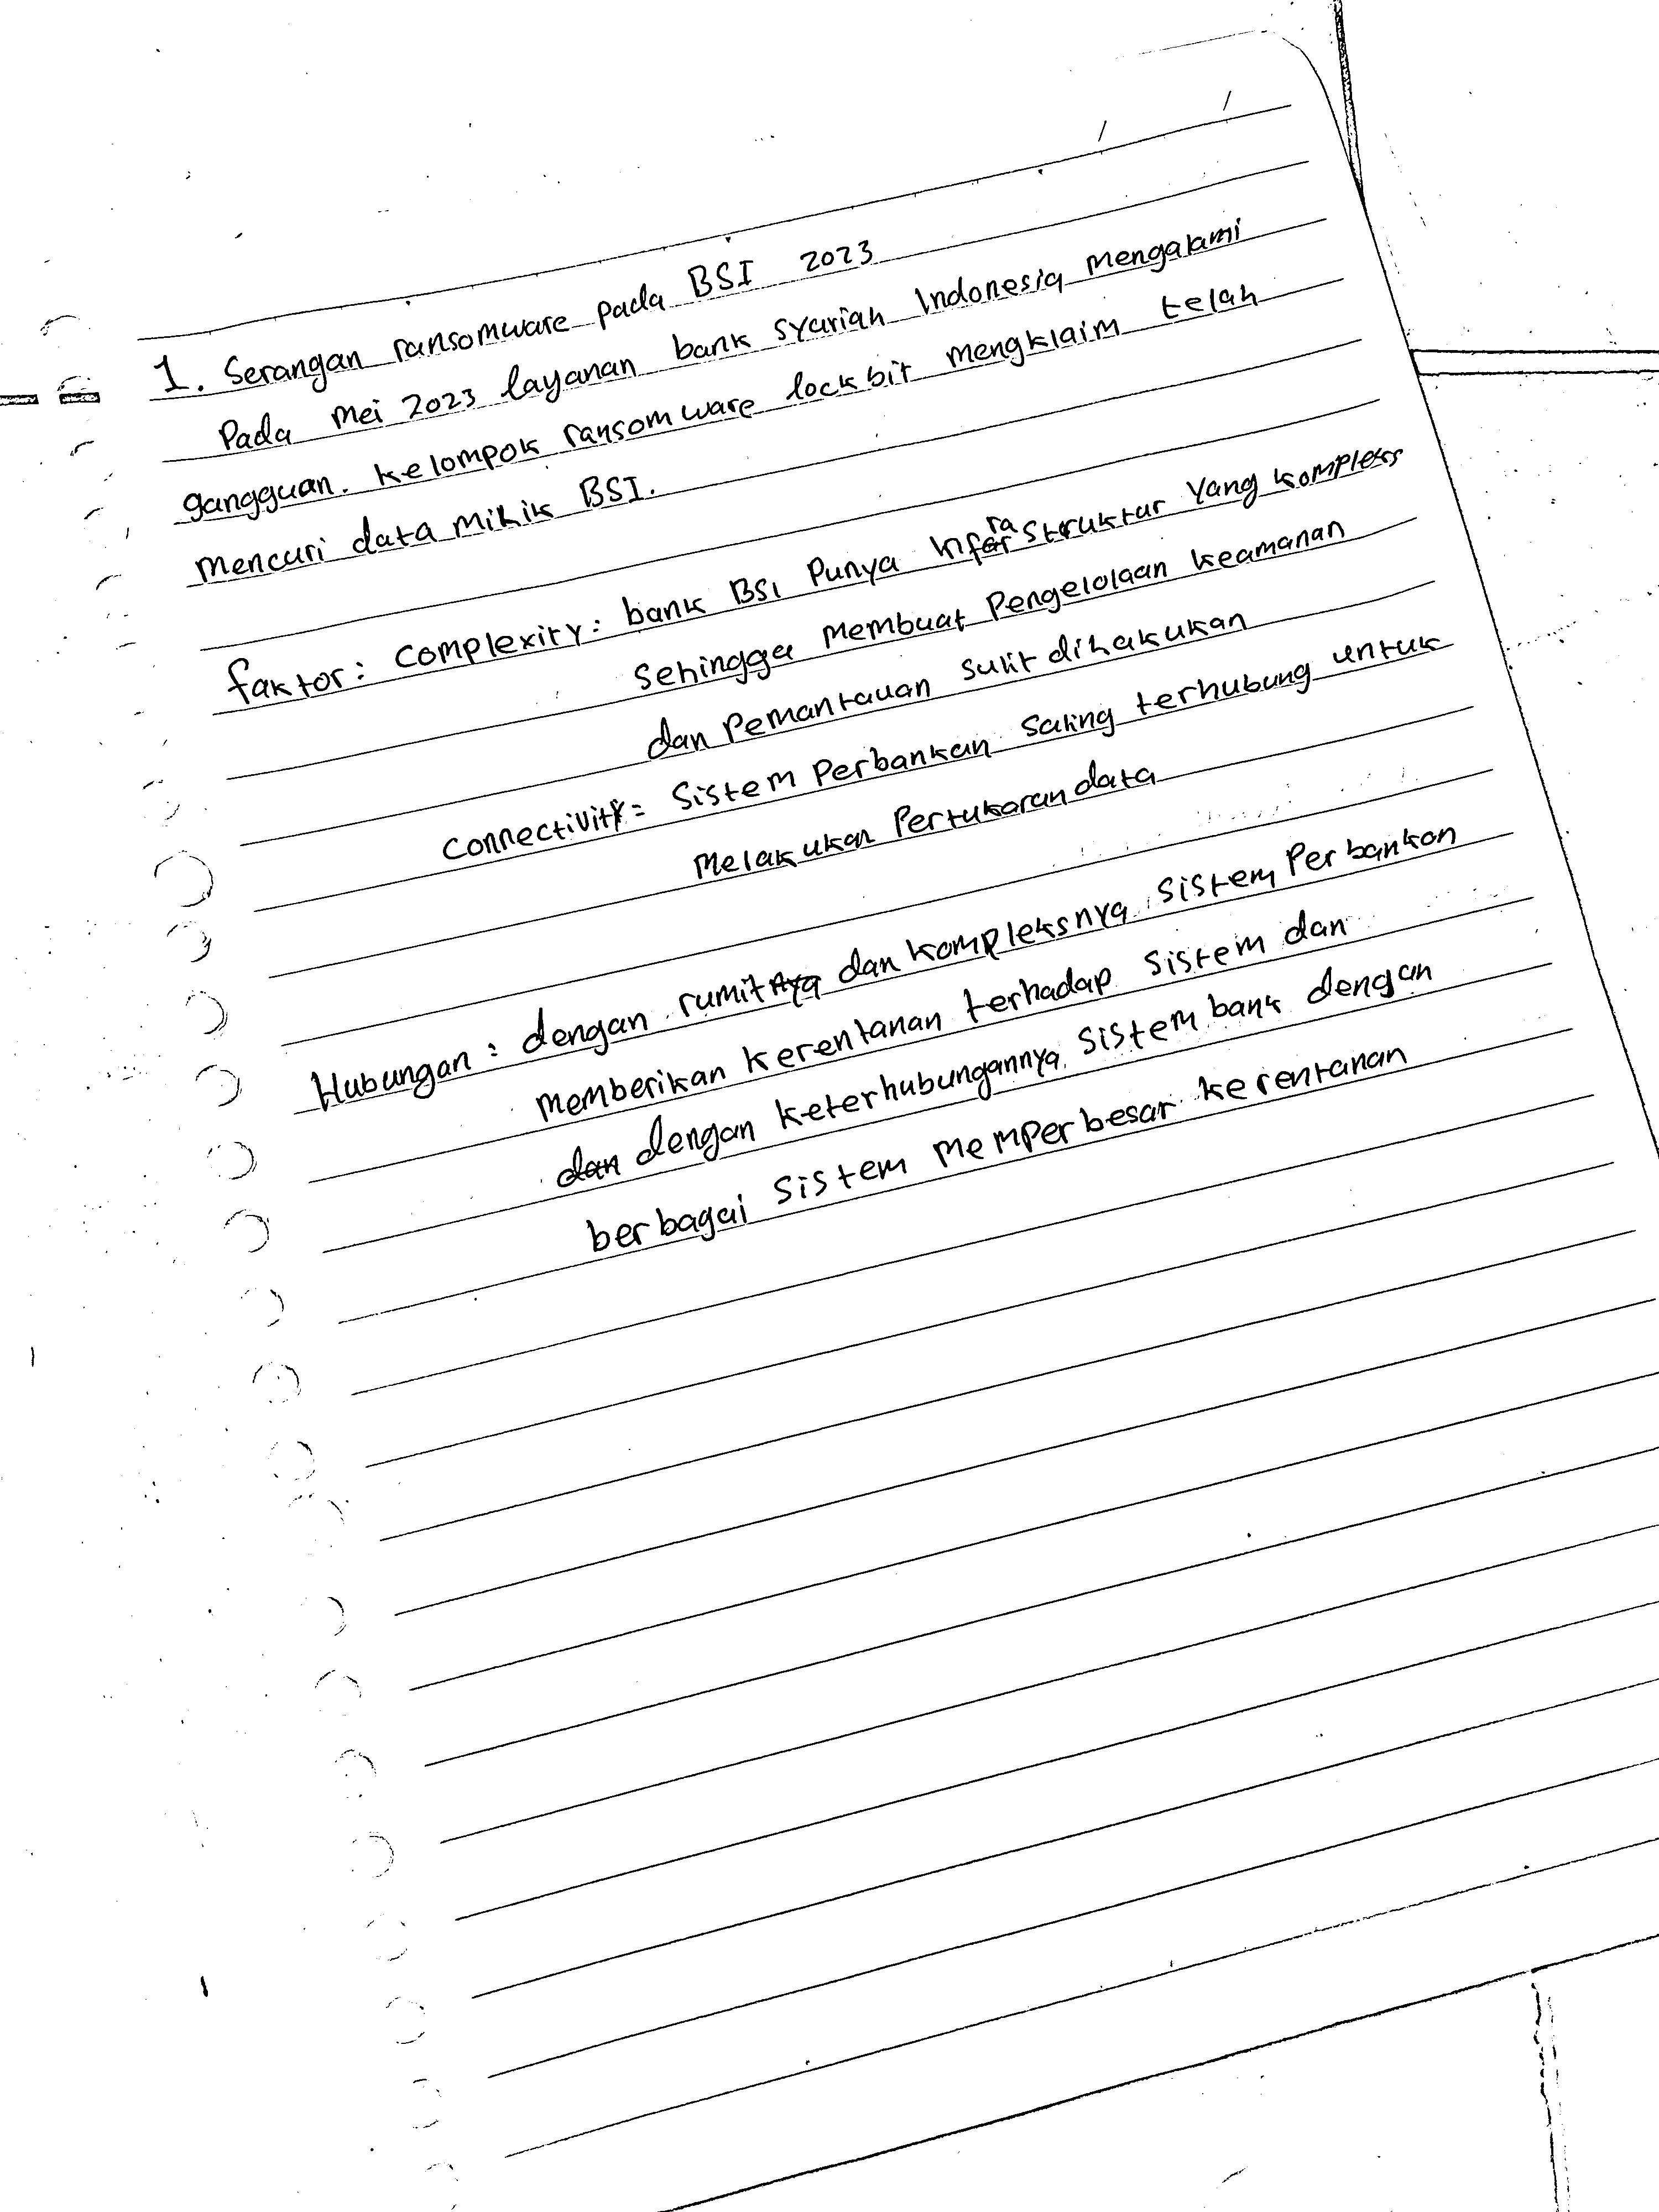 1. Serangan ransomware pada BSI 2023
Pada Mei 2023 layanan bank syariah Indonesia mengalami
gangguan. kelompok ransomware lockbit mengklaim telah
mencuri data milik BSI.
faktor: complexity: bank BSI Punya infrastruktur yang kompleks
sehingga membuat Pengelolaan keamanan
dan Pemantauan sulit dilakukan
connectivity: Sistem Perbankan saling terhubung untuk
melakukan Pertukaran data
Hubungan: dengan rumitnya dan kompleksnya sistem Perbankan
memberikan kerentanan terhadap sistem dan
dengan keterhubungannya sistem bank dengan
berbagai sistem memperbesar kerentanan